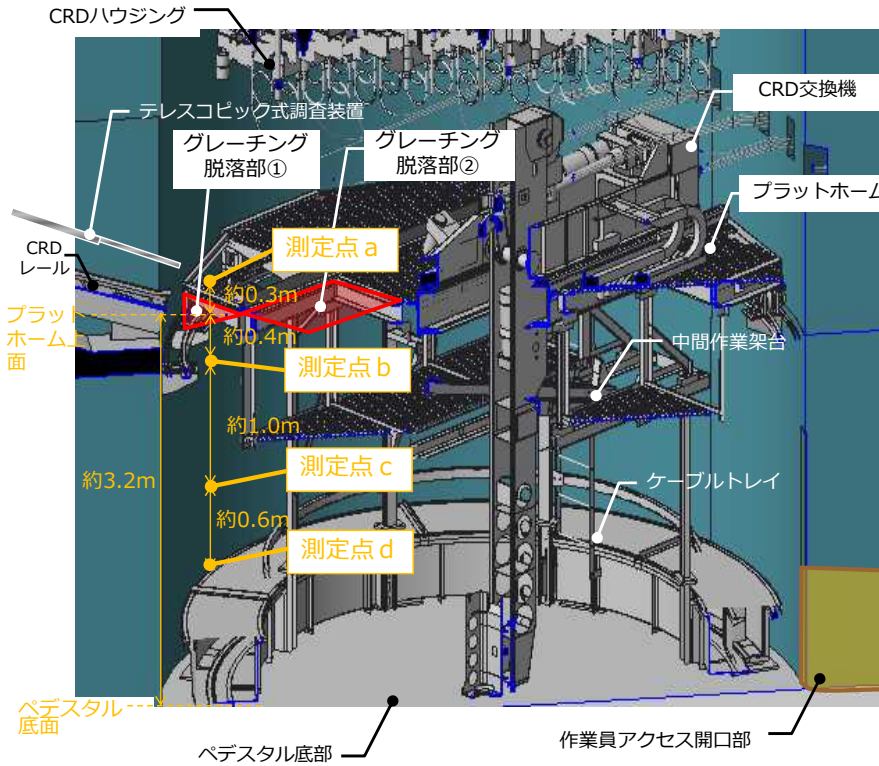 CRDハウジング
テレスコピック式調査装置
CRD交換機
グレーチング
脱落部①
グレーチング
脱落部②
プラットホーム
測定点a
CRD
レール
約0.3m
プラット
ホーム上
面
約0.4m
中間作業架台
測定点b
約1.0m
測定点c
約3.2m
ケーブルトレイ
約0.6m
測定点d
ペデスタル
底面
ペデスタル底部
作業員アクセス開口部